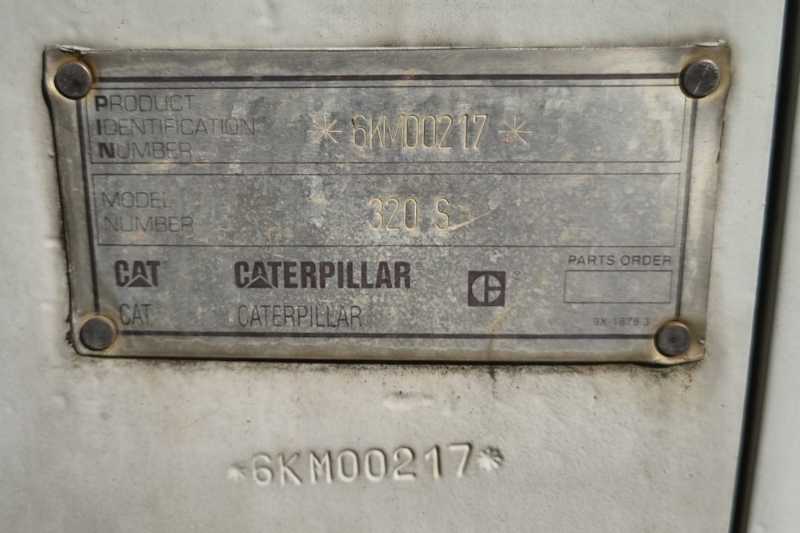 PRODUCT
IDENTIFICATION
NUMBER
*6KM00217*
MODEL
NUMBER
320 S
CAT CATERPILLAR
CAT CATERPILLAR
PARTS ORDER
*6KM00217*